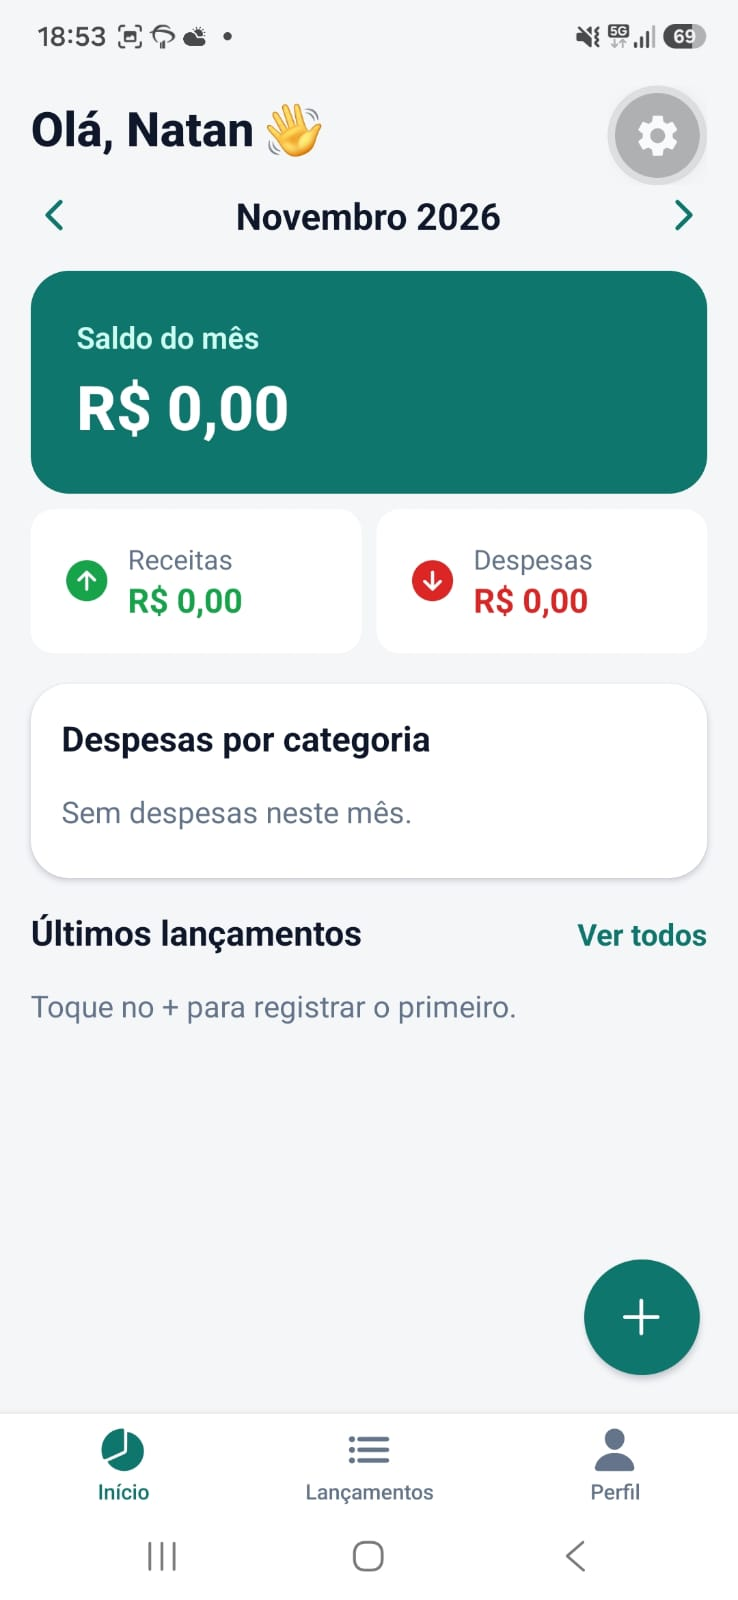 18:53
5G
69
Olá, Natan 👋
Novembro 2026
Saldo do mês
R$ 0,00
Receitas
R$ 0,00
Despesas
R$ 0,00
Despesas por categoria
Sem despesas neste mês.
Últimos lançamentos
Ver todos
Toque no + para registrar o primeiro.
Início
Lançamentos
Perfil